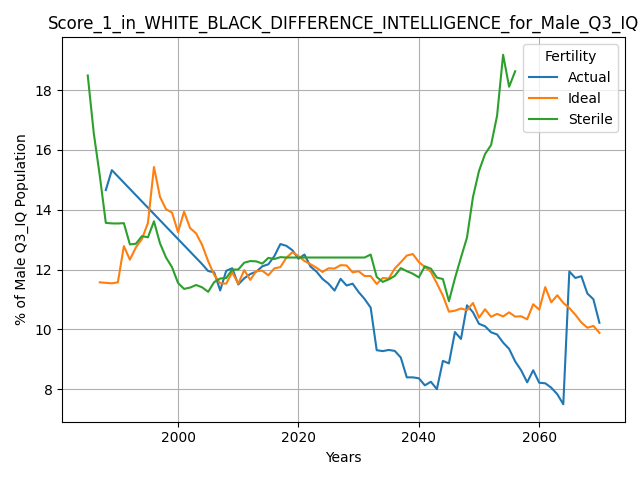 Score_1_in_WHITE_BLACK_DIFFERENCE_INTELLIGENCE_for_Male_Q3_IQ
Fertility
Actual
Ideal
Sterile
% of Male Q3_IQ Population
18
16
14
12
10
8
2000
2020
2040
2060
Years